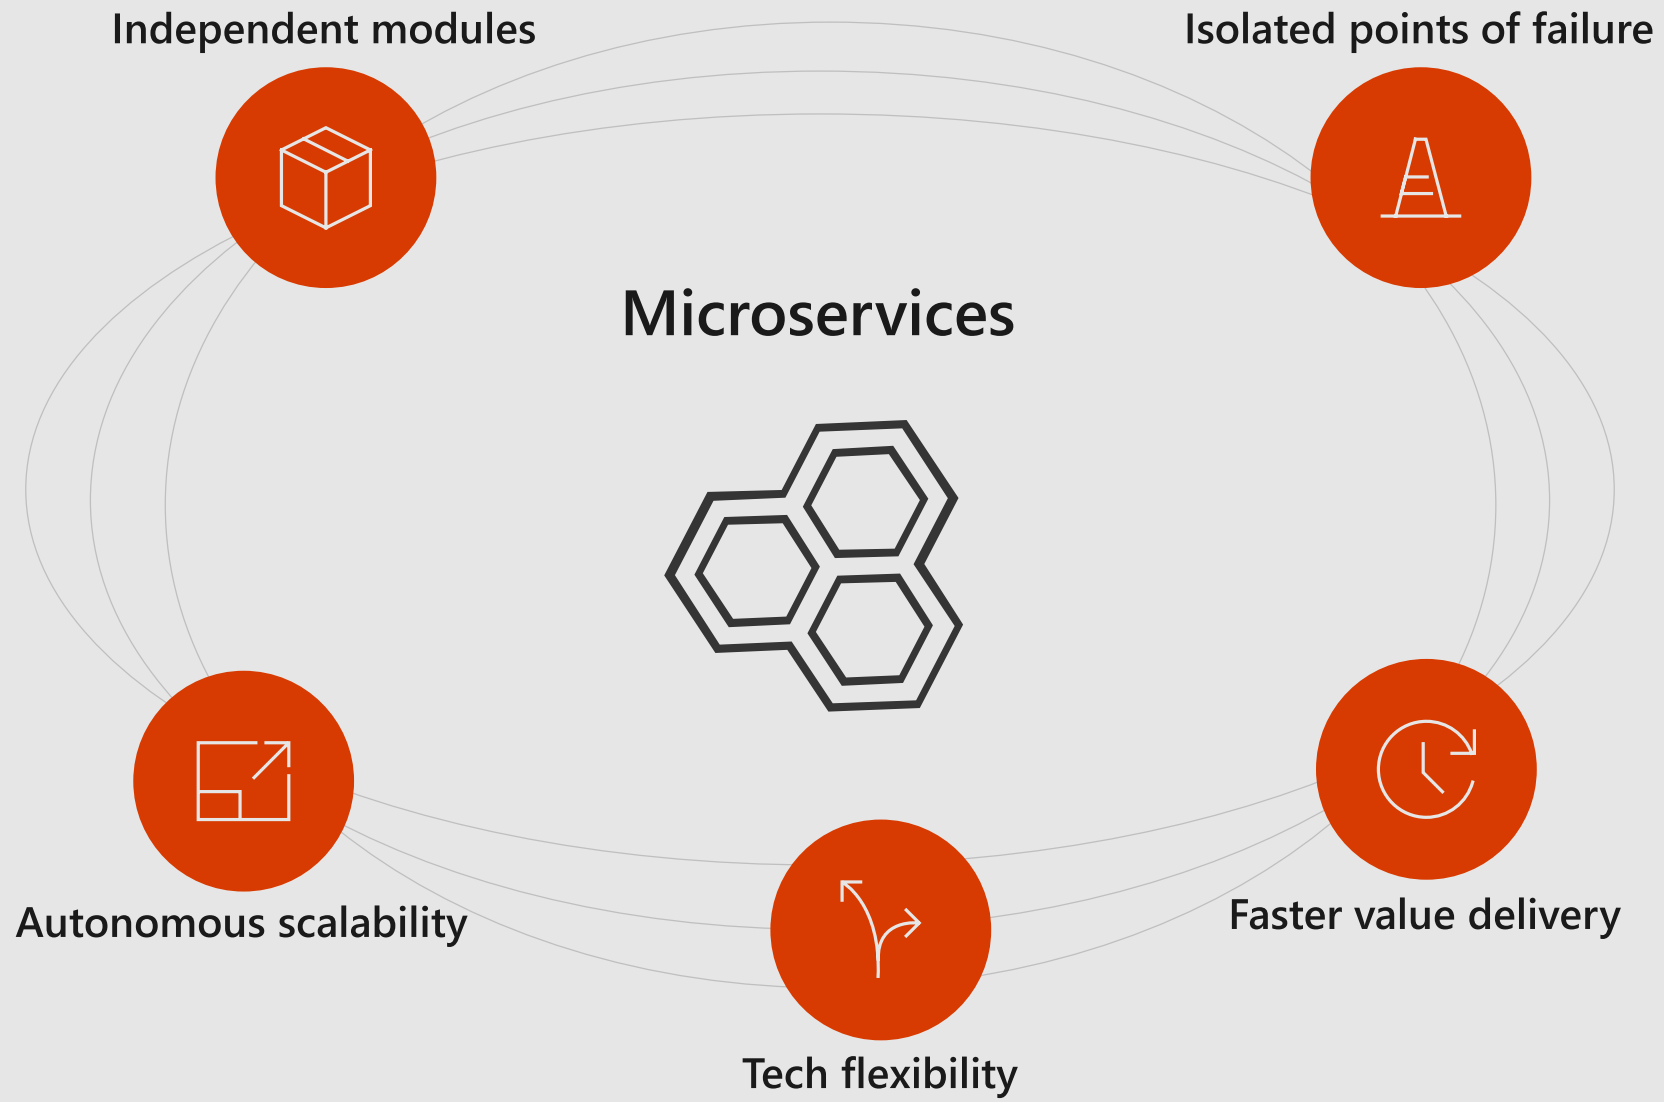 Independent modules
Isolated points of failure
Microservices
Autonomous scalability
Faster value delivery
Tech flexibility